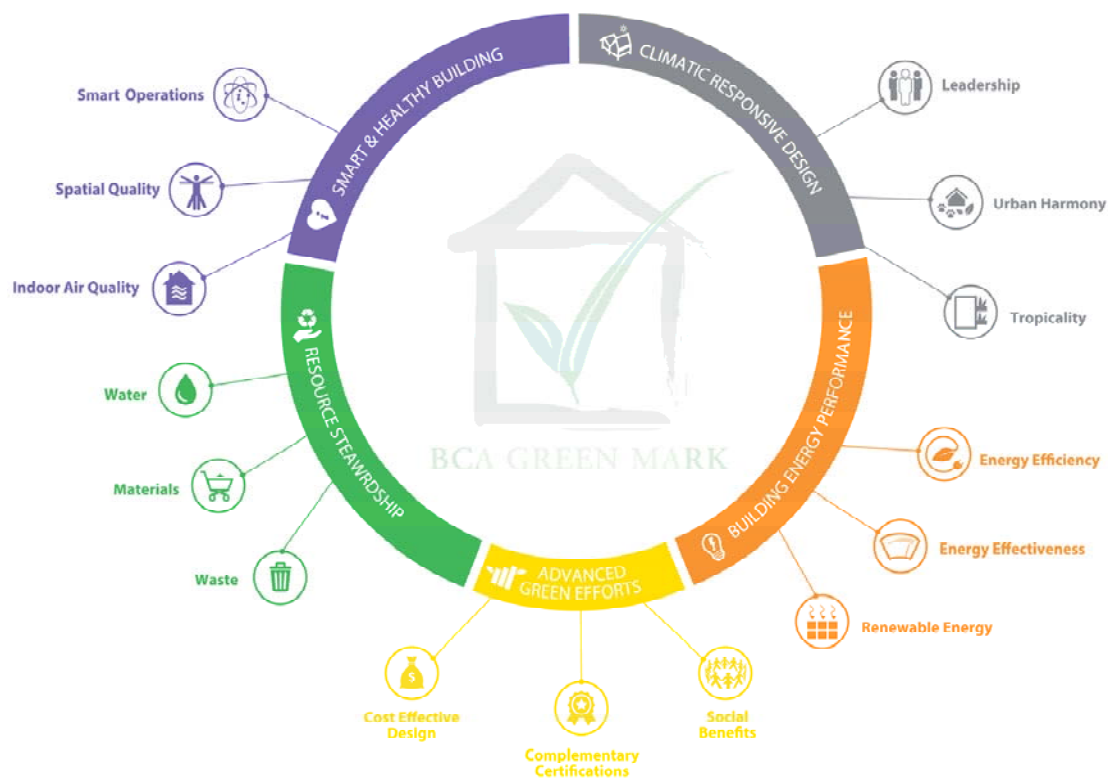 SMART & HEALTHY BUILDING
Smart Operations
Spatial Quality
Indoor Air Quality
CLIMATIC RESPONSIVE DESIGN
Leadership
Urban Harmony
Tropicality
BUILDING ENERGY PERFORMANCE
Energy Efficiency
Energy Effectiveness
Renewable Energy
ADVANCED
GREEN EFFORTS
Cost Effective
Design
Complementary
Certifications
Social
Benefits
RESOURCE STEAWRDSHIP
Water
Materials
Waste
BCA GREEN MARK
S